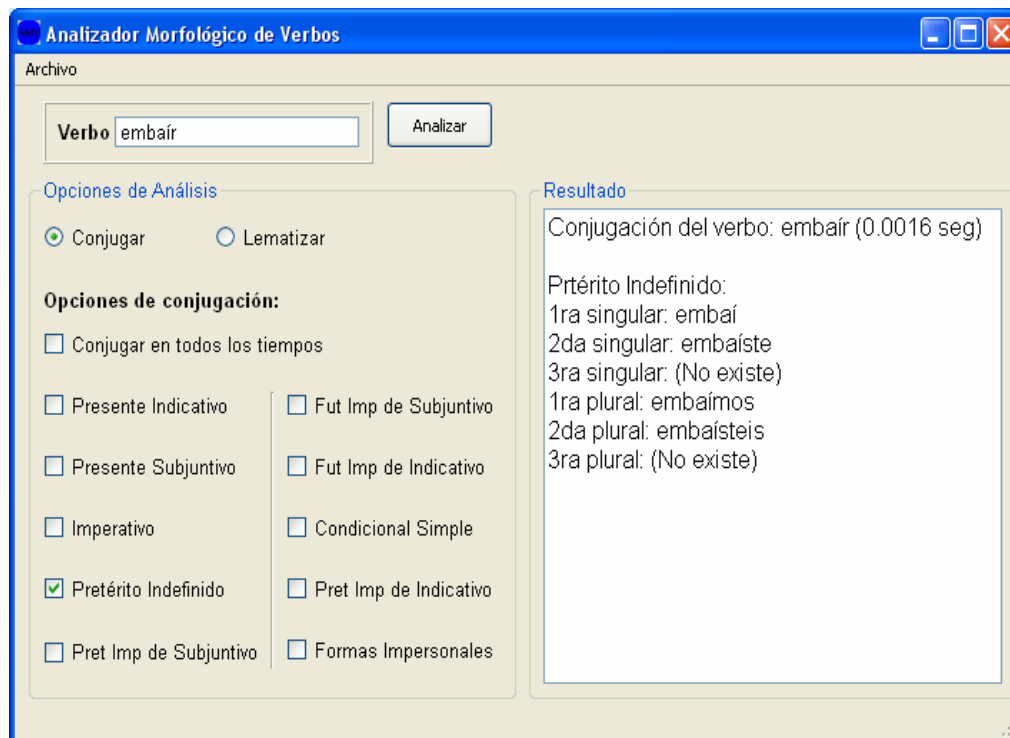 Analizador Morfológico de Verbos
Archivo
Verbo embaír
Analizar
Opciones de Análisis
Conjugar Lematizar
Opciones de conjugación:
Conjugar en todos los tiempos
Presente Indicativo Fut Imp de Subjuntivo
Presente Subjuntivo Fut Imp de Indicativo
Imperativo Condicional Simple
Pretérito Indefinido Pret Imp de Indicativo
Pret Imp de Subjuntivo Formas Impersonales
Resultado
Conjugación del verbo: embaír (0.0016 seg)
Prtérito Indefinido:
1ra singular: embaí
2da singular: embaíste
3ra singular: (No existe)
1ra plural: embaímos
2da plural: embaísteis
3ra plural: (No existe)